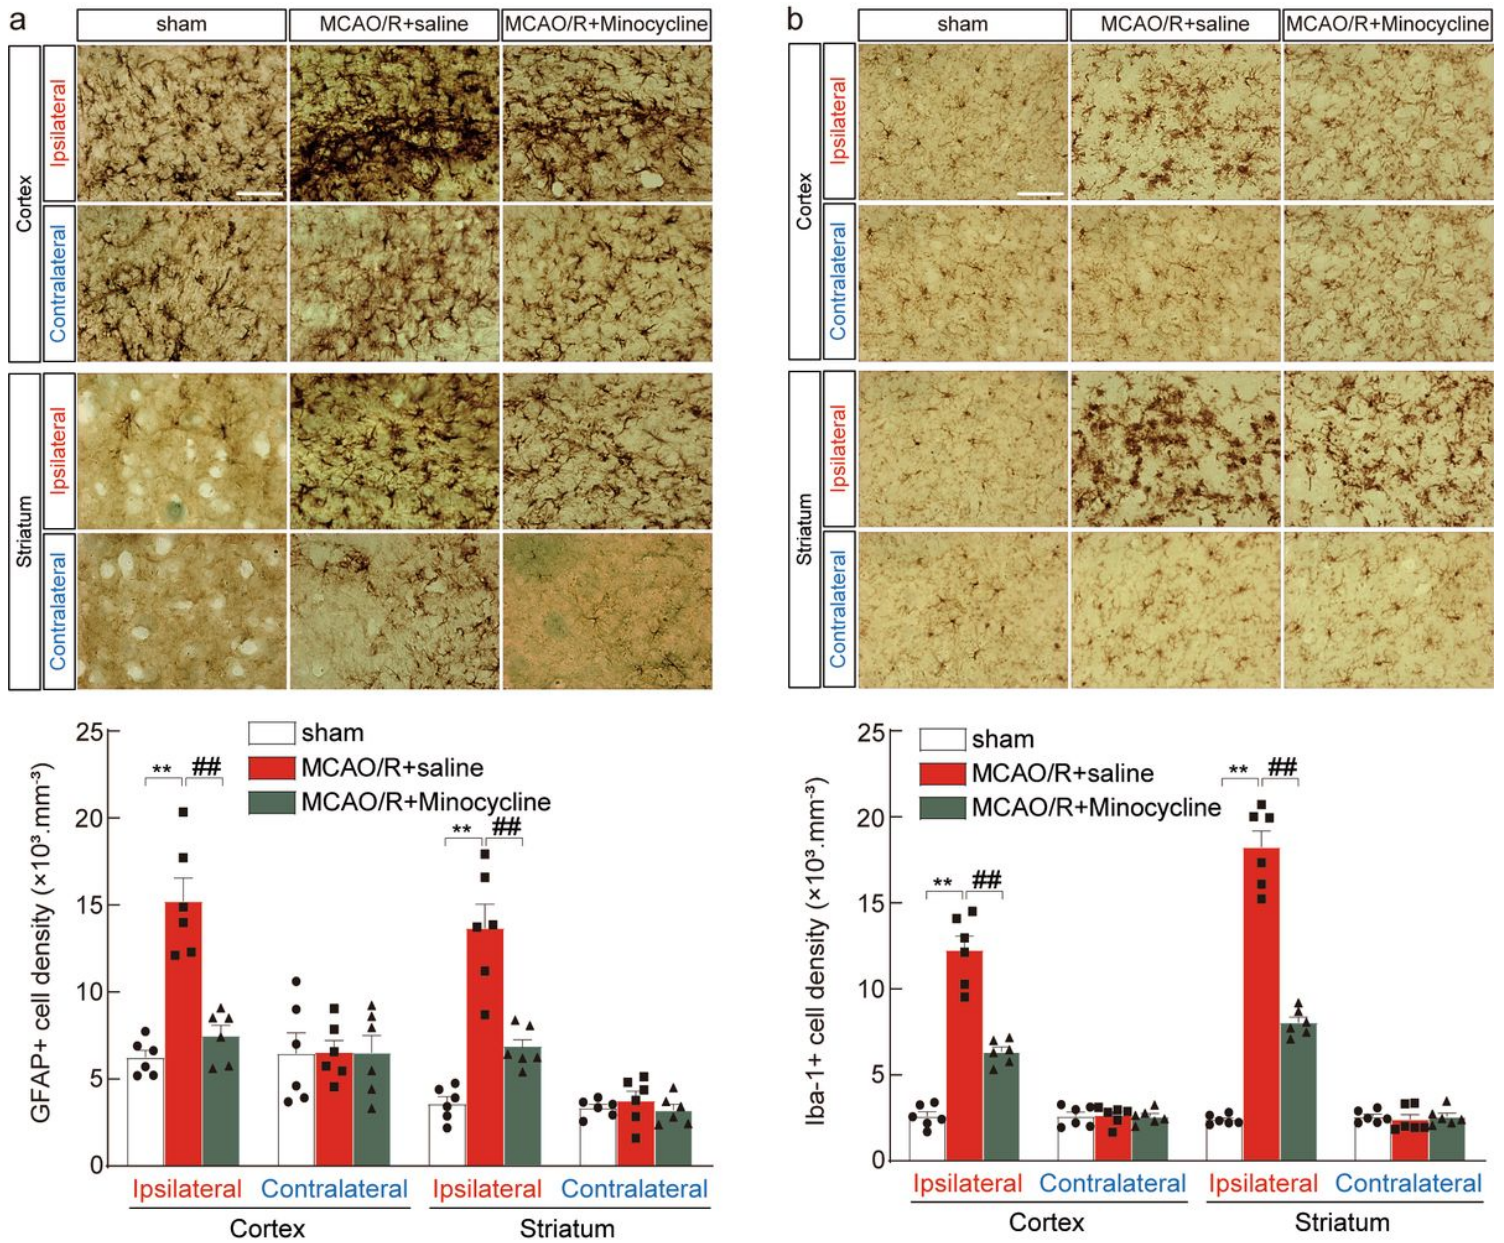 a
sham MCAO/R+saline MCAO/R+Minocycline
Cortex
Ipsilateral
Contralateral
Striatum
Ipsilateral
Contralateral
25
20
15
10
5
0
GFAP+ cell density (×10³.mm⁻³)
sham
MCAO/R+saline
MCAO/R+Minocycline
** ##
** ##
Ipsilateral Contralateral Ipsilateral Contralateral
Cortex Striatum
b
sham MCAO/R+saline MCAO/R+Minocycline
Cortex
Ipsilateral
Contralateral
Striatum
Ipsilateral
Contralateral
25
20
15
10
5
0
Iba-1+ cell density (×10³.mm⁻³)
sham
MCAO/R+saline
MCAO/R+Minocycline
** ##
** ##
Ipsilateral Contralateral Ipsilateral Contralateral
Cortex Striatum